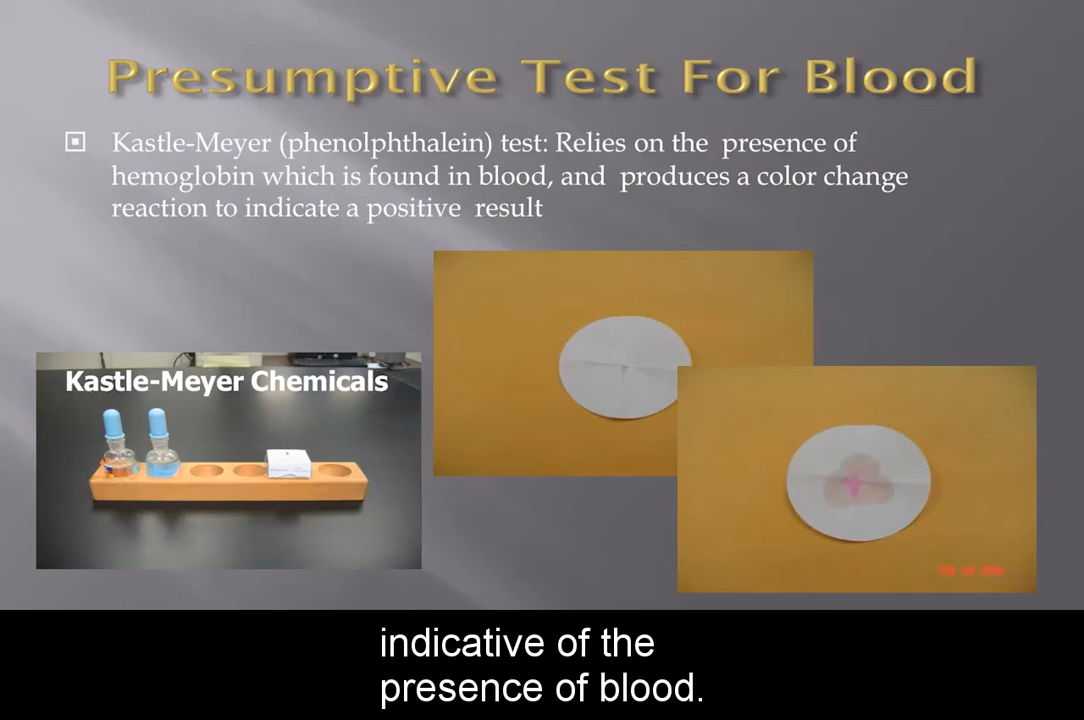 Presumptive Test For Blood
Kastle-Meyer (phenolphthalein) test: Relies on the presence of
hemoglobin which is found in blood, and produces a color change
reaction to indicate a positive result
Kastle-Meyer Chemicals
indicative of the
presence of blood.